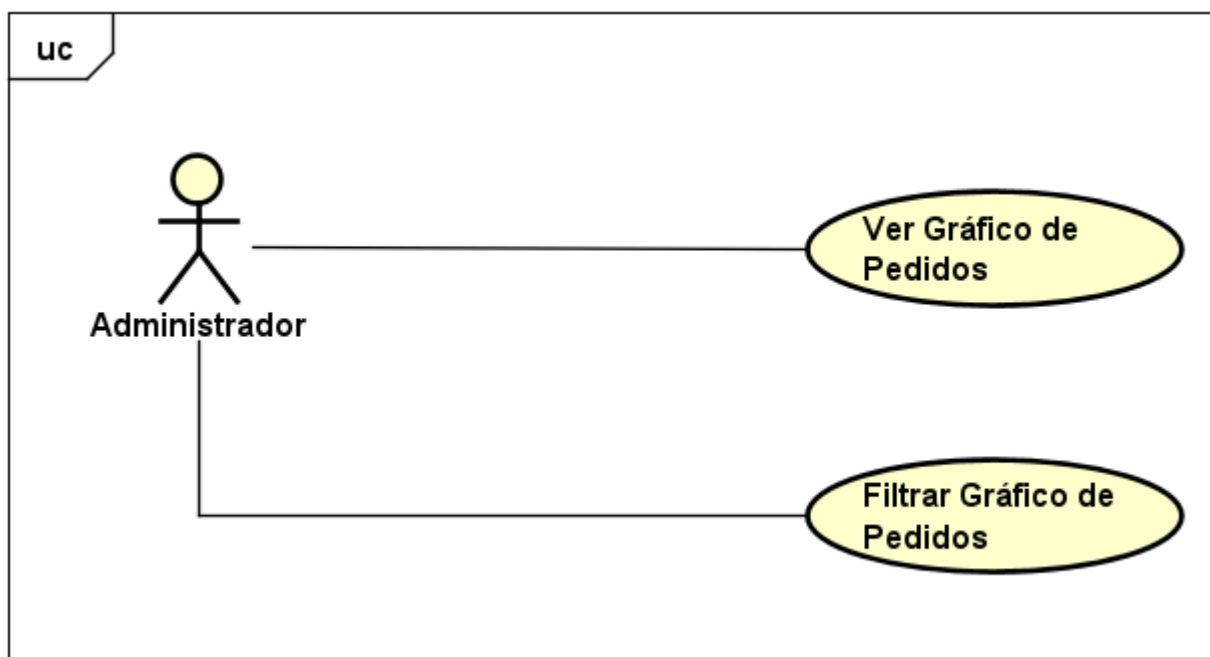 uc
Ver Gráfico de
Pedidos
Administrador
Filtrar Gráfico de
Pedidos